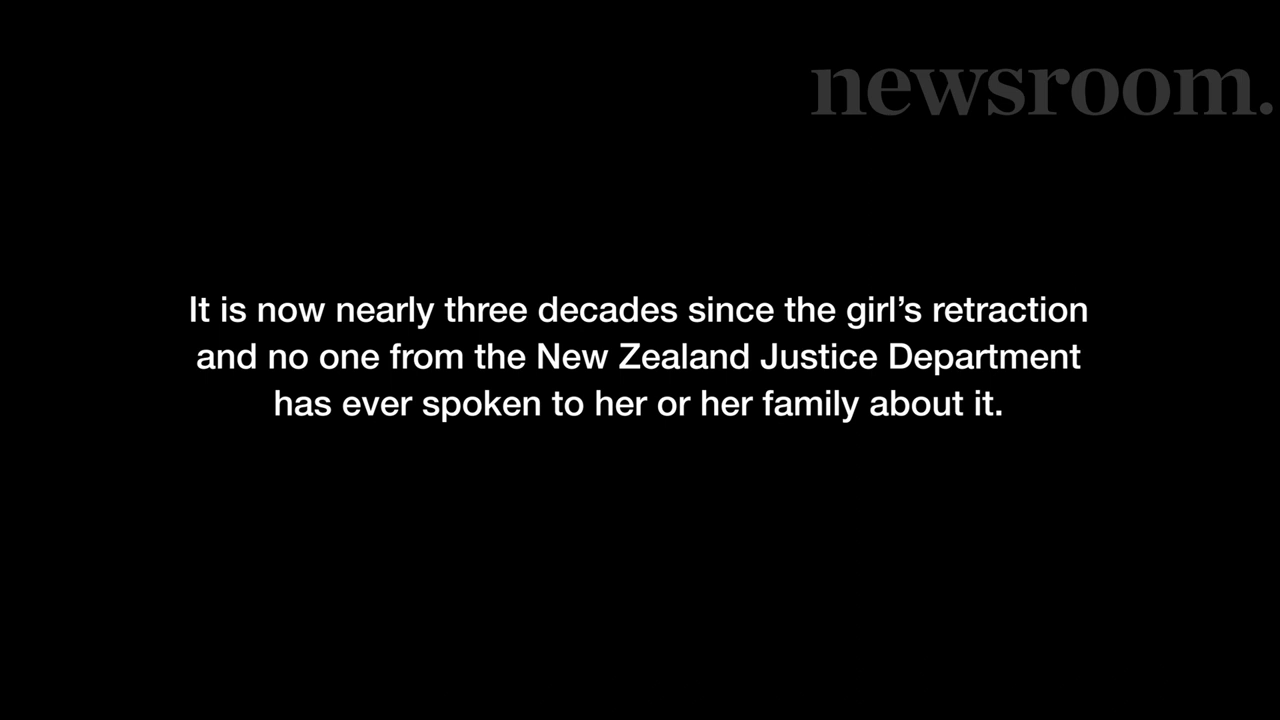 newsroom.
It is now nearly three decades since the girl’s retraction
and no one from the New Zealand Justice Department
has ever spoken to her or her family about it.